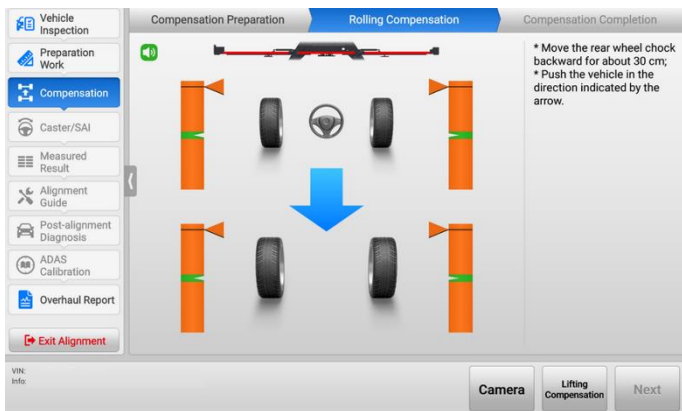 Vehicle
Inspection
Preparation
Work
Compensation
Caster/SAI
Measured
Result
Alignment
Guide
Post-alignment
Diagnosis
ADAS
Calibration
Overhaul Report
Exit Alignment
Compensation Preparation
Rolling Compensation
Compensation Completion
* Move the rear wheel chock
backward for about 30 cm;
* Push the vehicle in the
direction indicated by the
arrow.
VIN:
Info:
Camera
Lifting
Compensation
Next